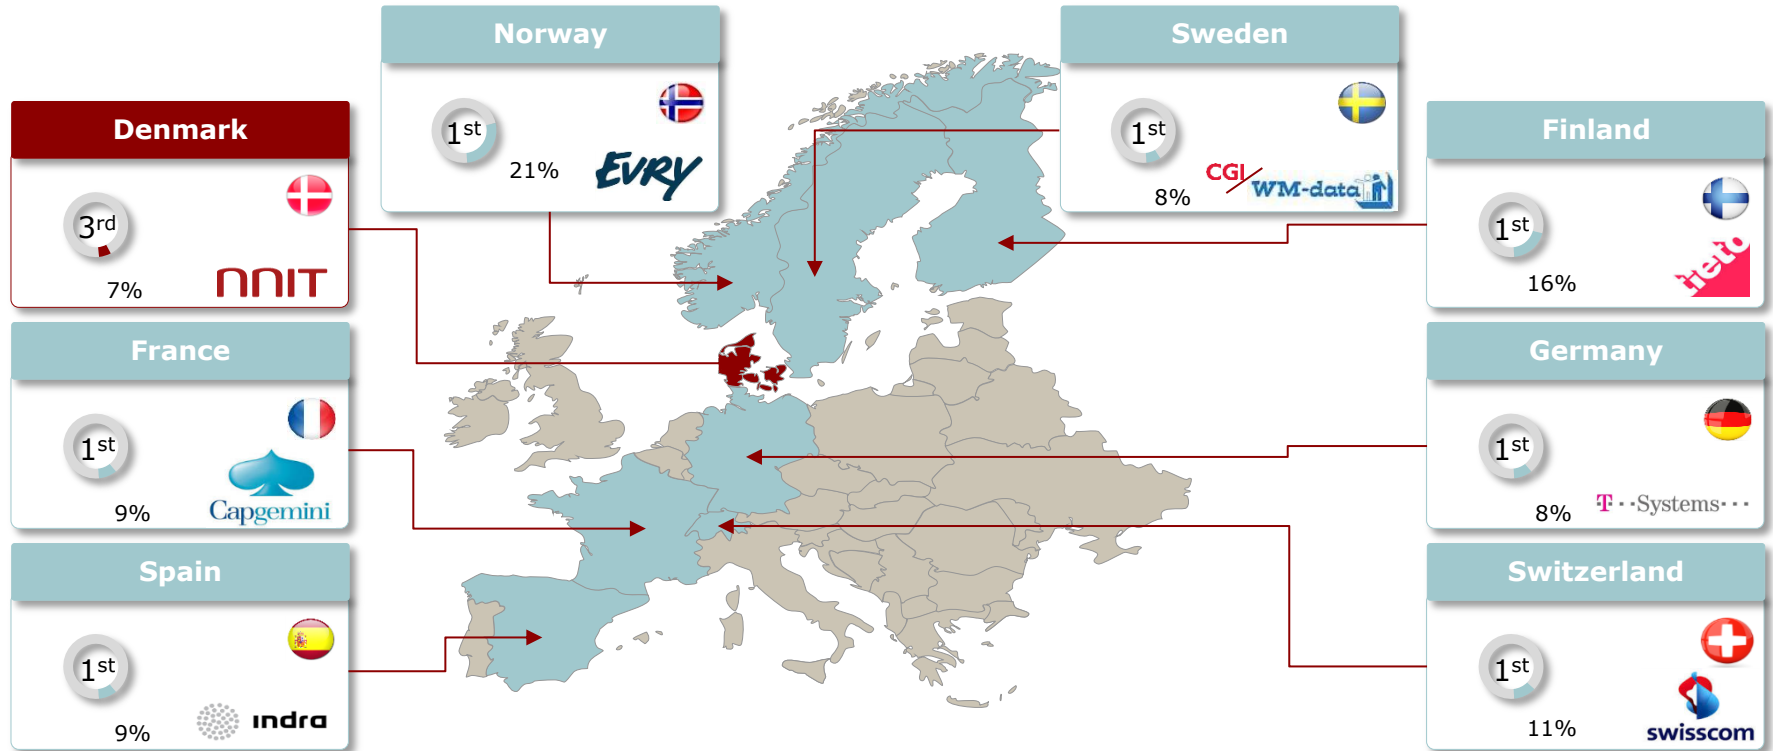 Norway
1st
21%
EVRY
Sweden
1st
8%
CGI
WM-data
Denmark
3rd
7%
nnIT
Finland
1st
16%
tieto
France
1st
9%
Capgemini
Germany
1st
8%
T··Systems···
Spain
1st
9%
indra
Switzerland
1st
11%
swisscom